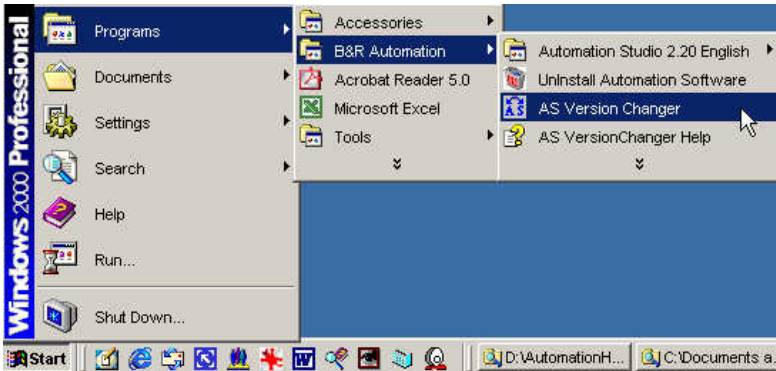 Windows 2000 Professional
Programs
Documents
Settings
Search
Help
Run...
Shut Down...
Accessories
B&R Automation
Acrobat Reader 5.0
Microsoft Excel
Tools
Automation Studio 2.20 English
UnInstall Automation Software
AS Version Changer
AS VersionChanger Help
Start
D:\AutomationH...
C:\Documents a...